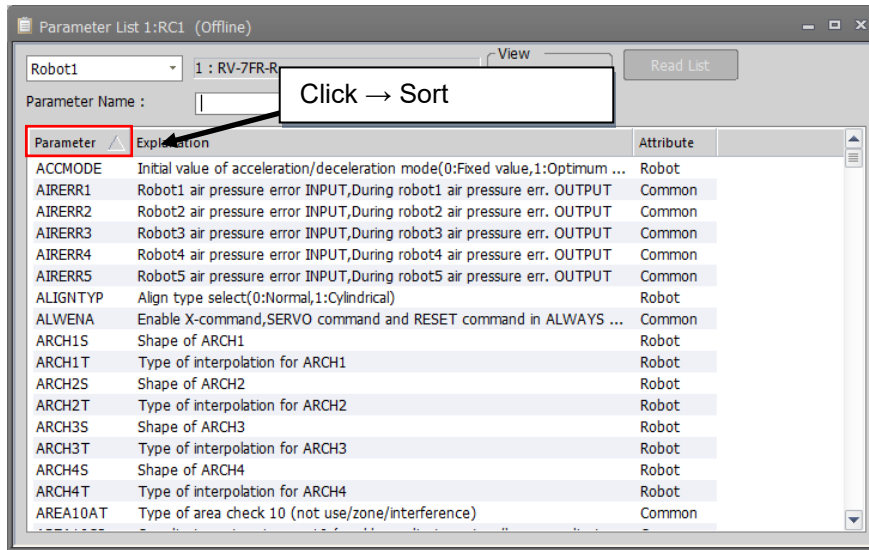 Parameter List 1:RC1 (Offline)
Robot1 1 : RV-7FR-R View Read List
Click → Sort
Parameter Name :
Parameter Explanation Attribute
ACCMODE Initial value of acceleration/deceleration mode(0:Fixed value,1:Optimum ... Robot
AIRERR1 Robot1 air pressure error INPUT,During robot1 air pressure err. OUTPUT Common
AIRERR2 Robot2 air pressure error INPUT,During robot2 air pressure err. OUTPUT Common
AIRERR3 Robot3 air pressure error INPUT,During robot3 air pressure err. OUTPUT Common
AIRERR4 Robot4 air pressure error INPUT,During robot4 air pressure err. OUTPUT Common
AIRERR5 Robot5 air pressure error INPUT,During robot5 air pressure err. OUTPUT Common
ALIGNTYP Align type select(0:Normal,1:Cylindrical) Robot
ALWENA Enable X-command,SERVO command and RESET command in ALWAYS ... Common
ARCH1S Shape of ARCH1 Robot
ARCH1T Type of interpolation for ARCH1 Robot
ARCH2S Shape of ARCH2 Robot
ARCH2T Type of interpolation for ARCH2 Robot
ARCH3S Shape of ARCH3 Robot
ARCH3T Type of interpolation for ARCH3 Robot
ARCH4S Shape of ARCH4 Robot
ARCH4T Type of interpolation for ARCH4 Robot
AREA10AT Type of area check 10 (not use/zone/interference) Common